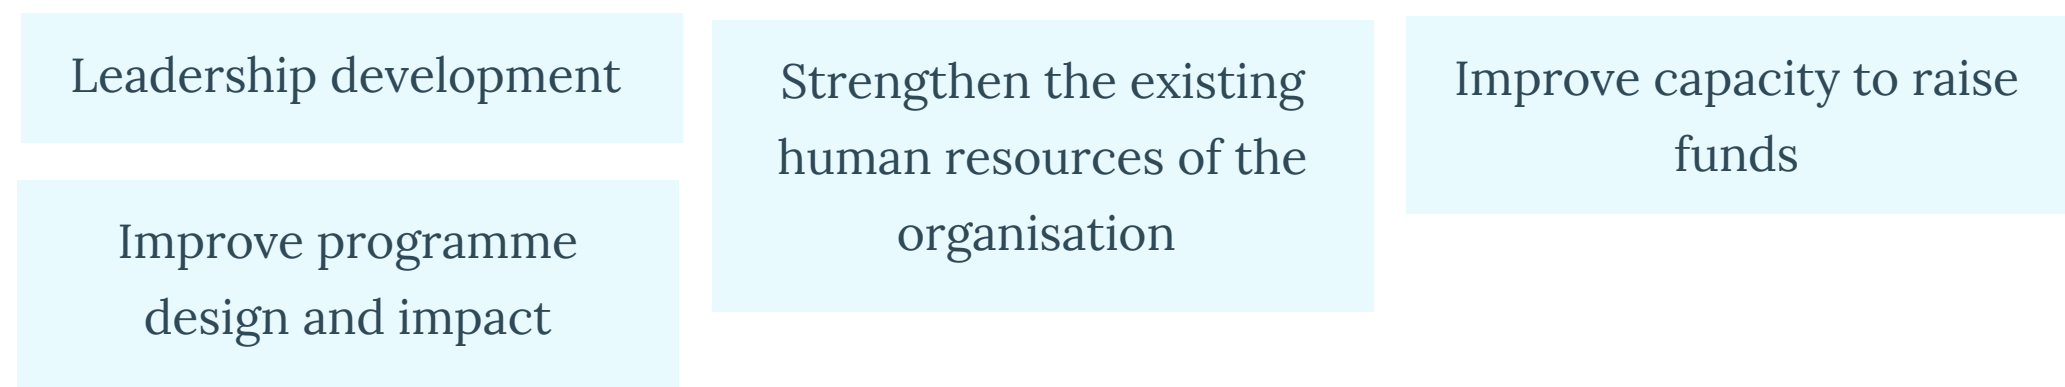 Leadership development
Improve programme
design and impact
Strengthen the existing
human resources of the
organisation
Improve capacity to raise
funds